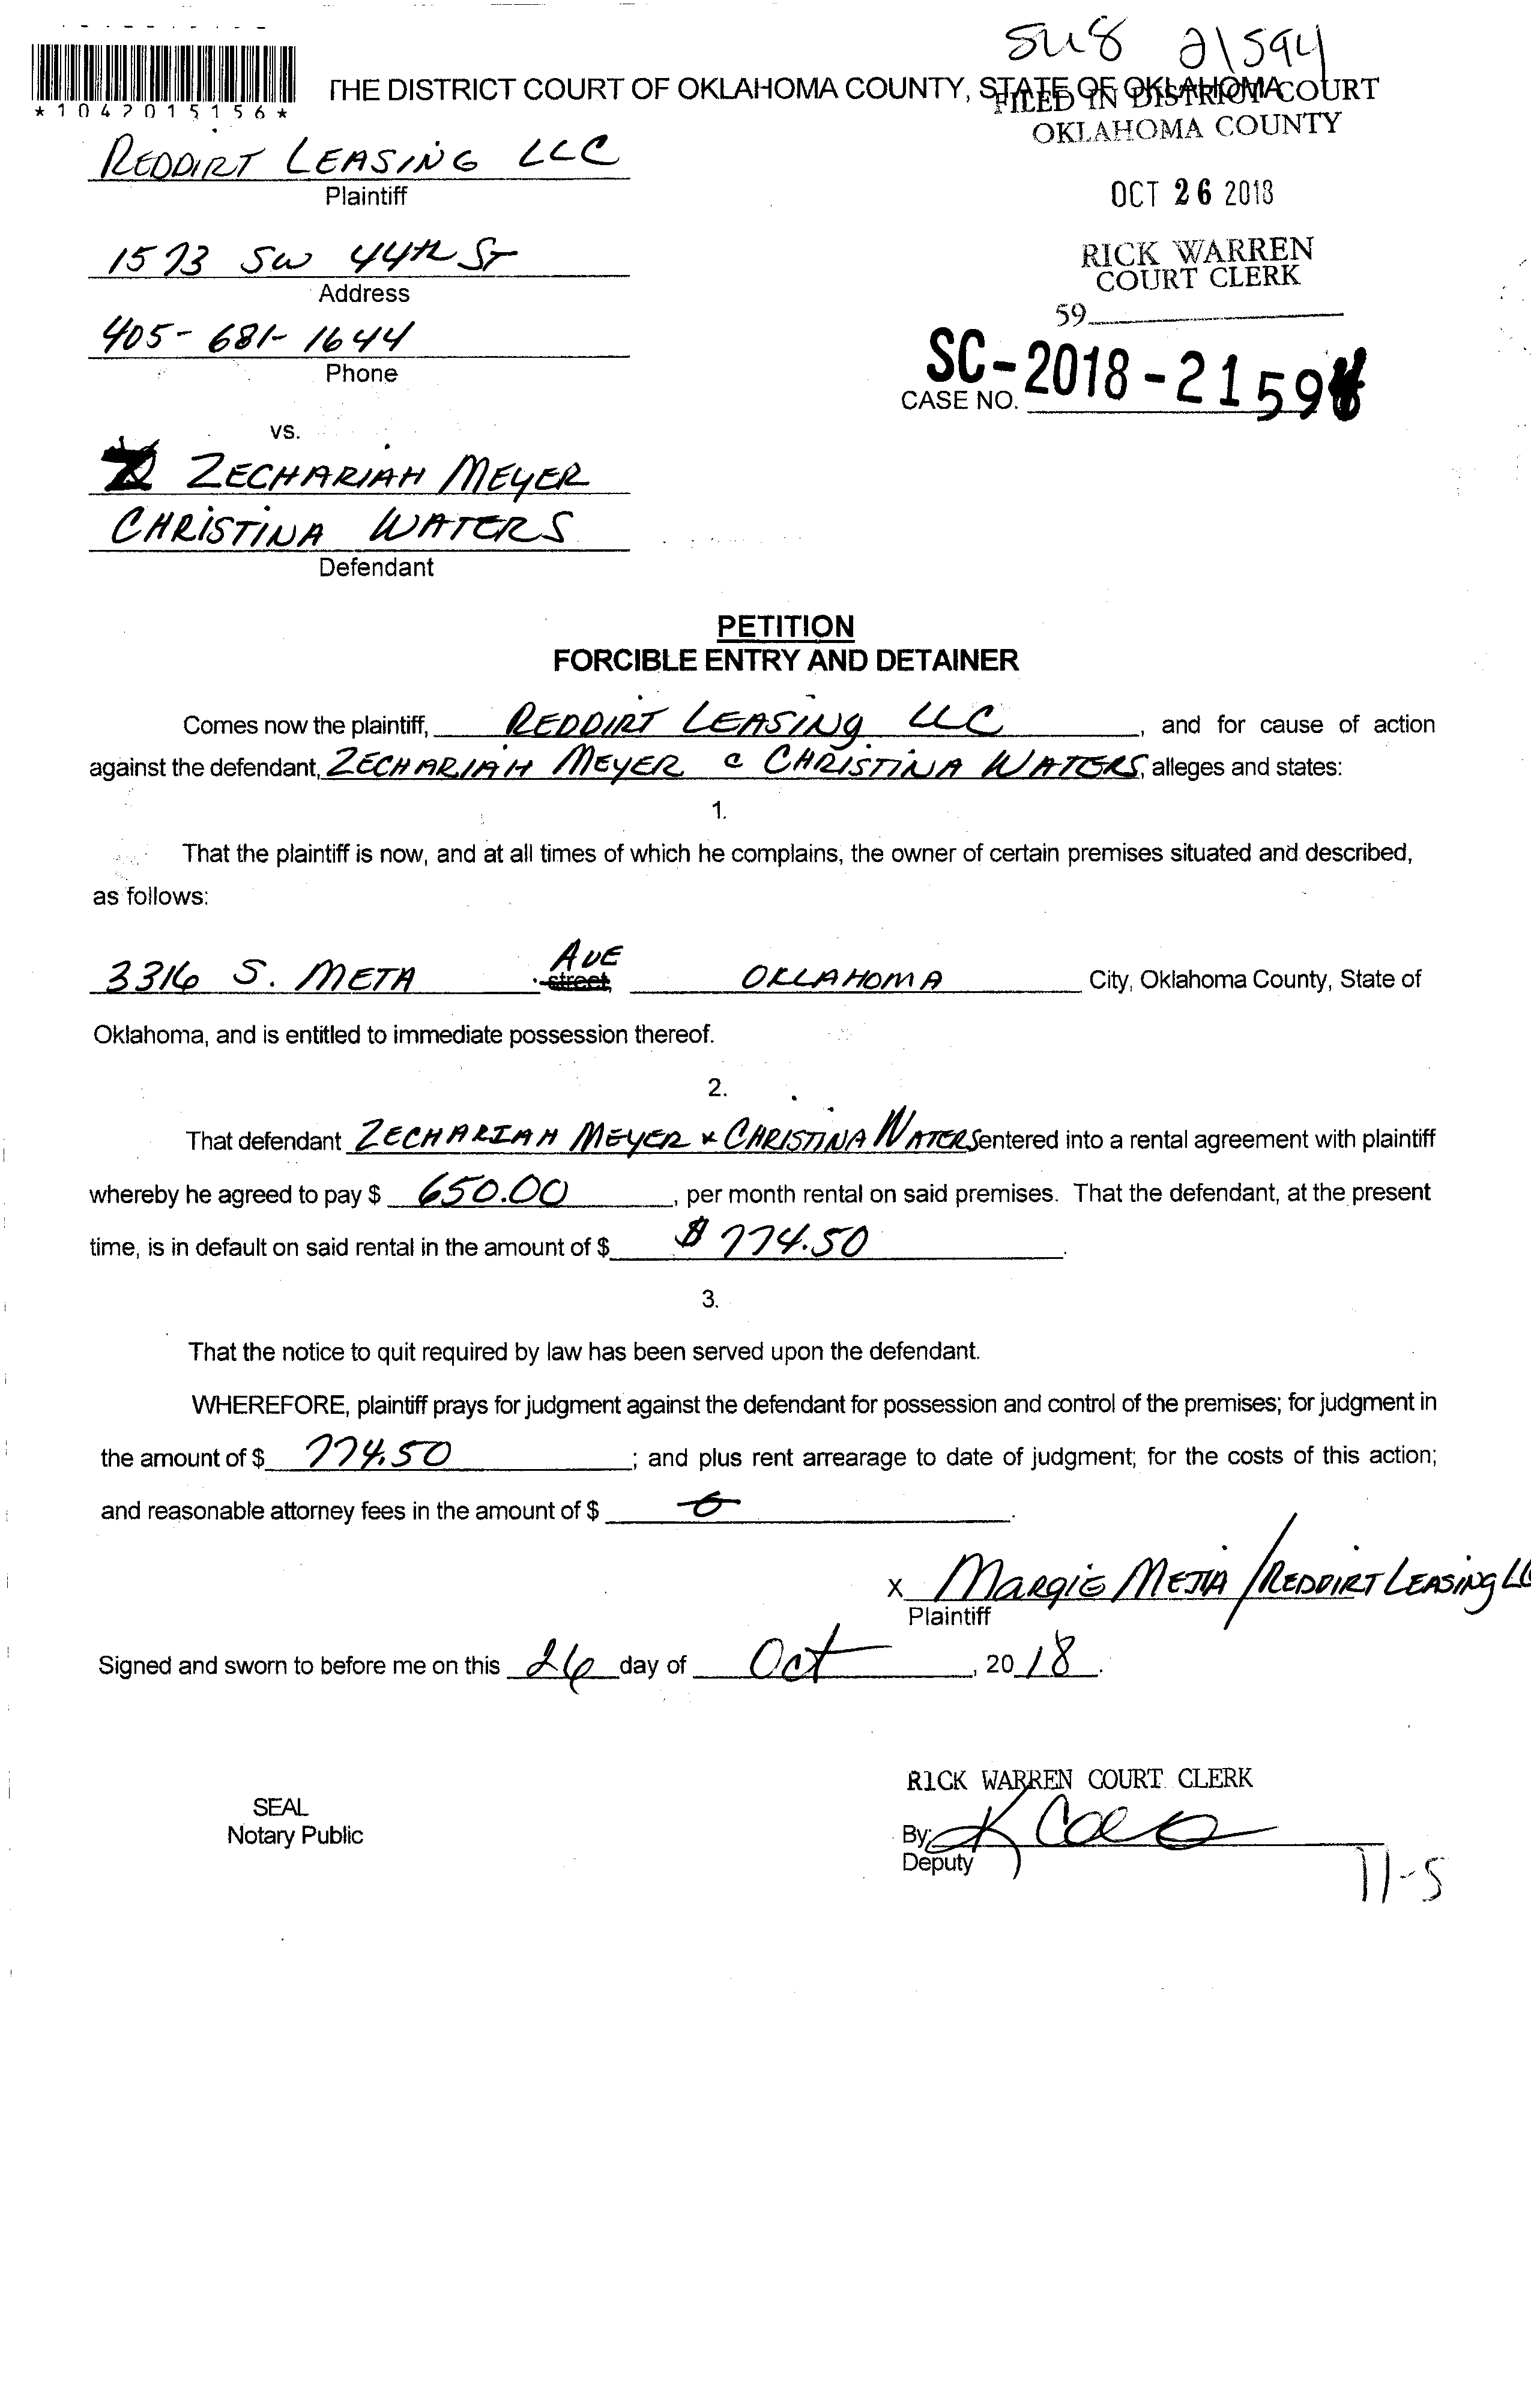 SU8 21594
THE DISTRICT COURT OF OKLAHOMA COUNTY, STATE OF OKLAHOMA
FILED IN DISTRICT COURT
OKLAHOMA COUNTY
*1042015156*
REDDIRT LEASING LLC
Plaintiff
OCT 26 2018
1573 SW 44th ST
Address
RICK WARREN
COURT CLERK
59
405-681-1644
Phone
SC-2018-21594
CASE NO.
vs.
ZECHARIAH MEYER
CHRISTINA WATERS
Defendant
PETITION
FORCIBLE ENTRY AND DETAINER
Comes now the plaintiff, REDDIRT LEASING LLC, and for cause of action
against the defendant, ZECHARIAH MEYER & CHRISTINA WATERS, alleges and states:
1.
That the plaintiff is now, and at all times of which he complains, the owner of certain premises situated and described,
as follows:
3316 S. META street, AVE OKLAHOMA City, Oklahoma County, State of
Oklahoma, and is entitled to immediate possession thereof.
2.
That defendant ZECHARIAH MEYER & CHRISTINA WATERS entered into a rental agreement with plaintiff
whereby he agreed to pay $ 650.00, per month rental on said premises. That the defendant, at the present
time, is in default on said rental in the amount of $ $ 774.50.
3.
That the notice to quit required by law has been served upon the defendant.
WHEREFORE, plaintiff prays for judgment against the defendant for possession and control of the premises; for judgment in
the amount of $ 774.50; and plus rent arrearage to date of judgment; for the costs of this action;
and reasonable attorney fees in the amount of $ 0.
X MARGIE MEJIA / REDDIRT LEASING LLC
Plaintiff
Signed and sworn to before me on this 26 day of Oct, 2018.
RICK WARREN COURT CLERK
SEAL
Notary Public
By:
Deputy
11-5